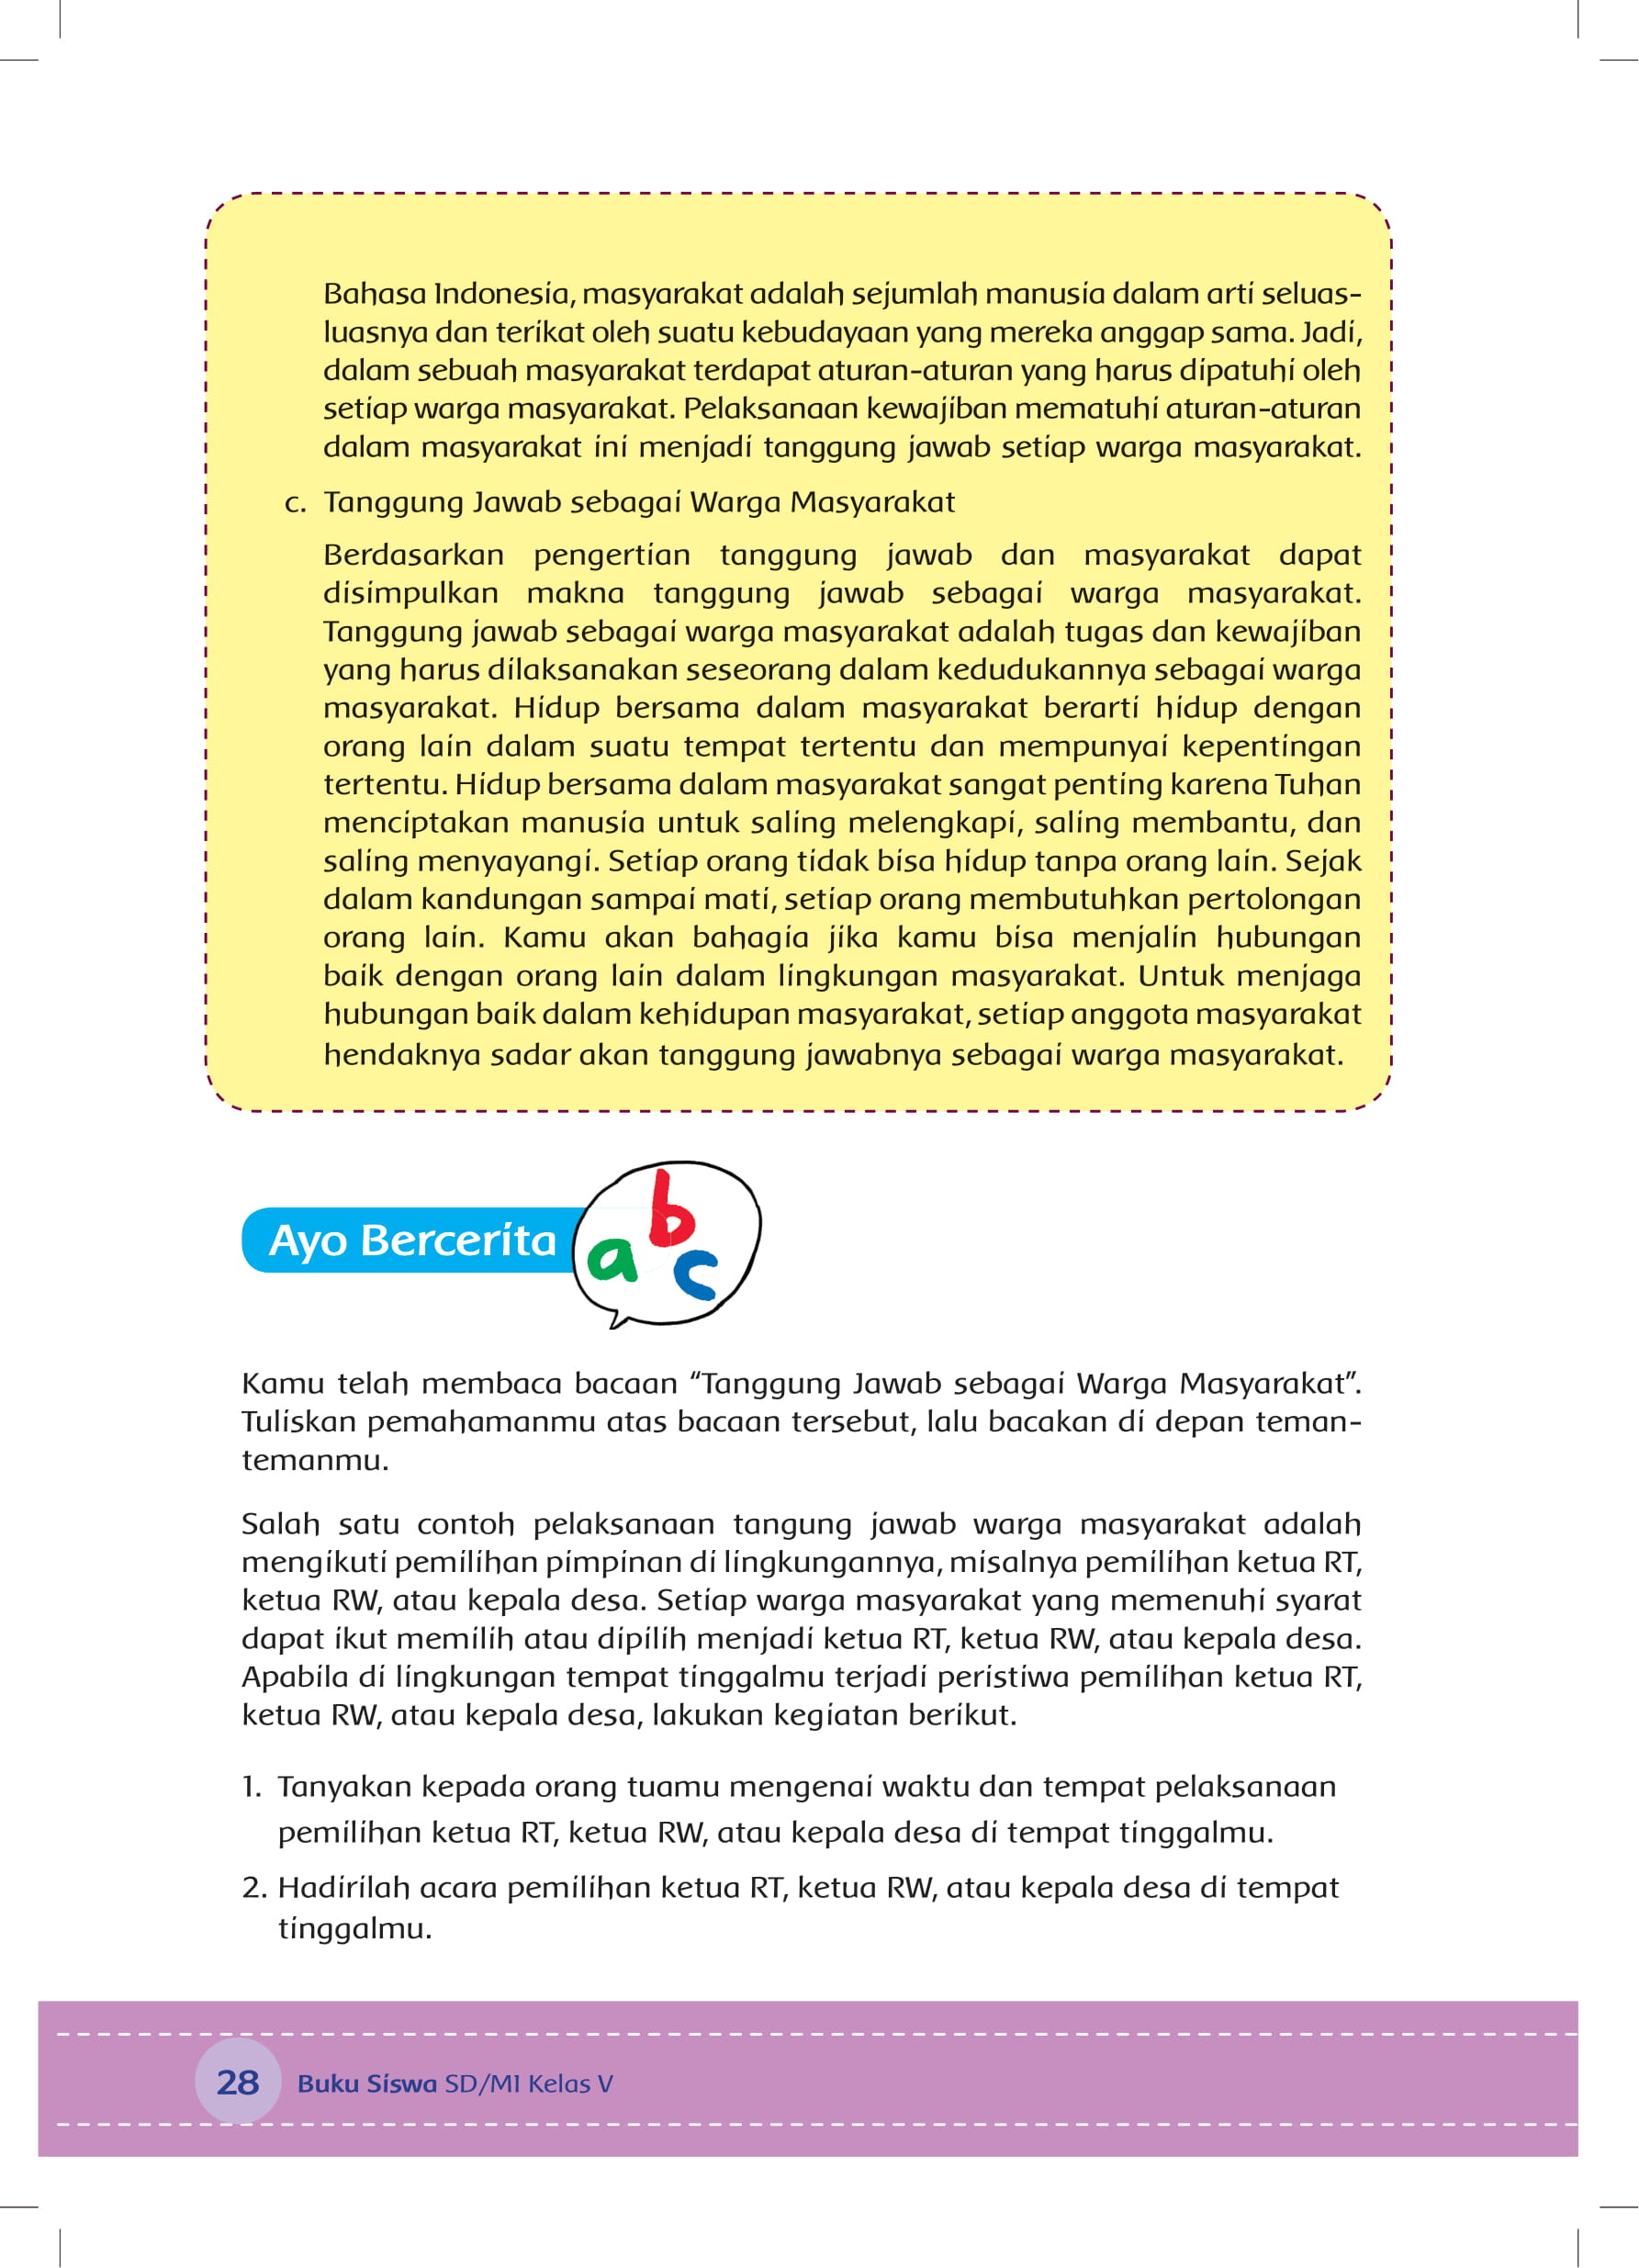 Bahasa Indonesia, masyarakat adalah sejumlah manusia dalam arti seluas-
luasnya dan terikat oleh suatu kebudayaan yang mereka anggap sama. Jadi,
dalam sebuah masyarakat terdapat aturan-aturan yang harus dipatuhi oleh
setiap warga masyarakat. Pelaksanaan kewajiban mematuhi aturan-aturan
dalam masyarakat ini menjadi tanggung jawab setiap warga masyarakat.
c. Tanggung Jawab sebagai Warga Masyarakat
Berdasarkan pengertian tanggung jawab dan masyarakat dapat
disimpulkan makna tanggung jawab sebagai warga masyarakat.
Tanggung jawab sebagai warga masyarakat adalah tugas dan kewajiban
yang harus dilaksanakan seseorang dalam kedudukannya sebagai warga
masyarakat. Hidup bersama dalam masyarakat berarti hidup dengan
orang lain dalam suatu tempat tertentu dan mempunyai kepentingan
tertentu. Hidup bersama dalam masyarakat sangat penting karena Tuhan
menciptakan manusia untuk saling melengkapi, saling membantu, dan
saling menyayangi. Setiap orang tidak bisa hidup tanpa orang lain. Sejak
dalam kandungan sampai mati, setiap orang membutuhkan pertolongan
orang lain. Kamu akan bahagia jika kamu bisa menjalin hubungan
baik dengan orang lain dalam lingkungan masyarakat. Untuk menjaga
hubungan baik dalam kehidupan masyarakat, setiap anggota masyarakat
hendaknya sadar akan tanggung jawabnya sebagai warga masyarakat.
Ayo Bercerita
a b c
Kamu telah membaca bacaan “Tanggung Jawab sebagai Warga Masyarakat”.
Tuliskan pemahamanmu atas bacaan tersebut, lalu bacakan di depan teman-
temanmu.
Salah satu contoh pelaksanaan tangung jawab warga masyarakat adalah
mengikuti pemilihan pimpinan di lingkungannya, misalnya pemilihan ketua RT,
ketua RW, atau kepala desa. Setiap warga masyarakat yang memenuhi syarat
dapat ikut memilih atau dipilih menjadi ketua RT, ketua RW, atau kepala desa.
Apabila di lingkungan tempat tinggalmu terjadi peristiwa pemilihan ketua RT,
ketua RW, atau kepala desa, lakukan kegiatan berikut.
1. Tanyakan kepada orang tuamu mengenai waktu dan tempat pelaksanaan
pemilihan ketua RT, ketua RW, atau kepala desa di tempat tinggalmu.
2. Hadirilah acara pemilihan ketua RT, ketua RW, atau kepala desa di tempat
tinggalmu.
28 Buku Siswa SD/MI Kelas V